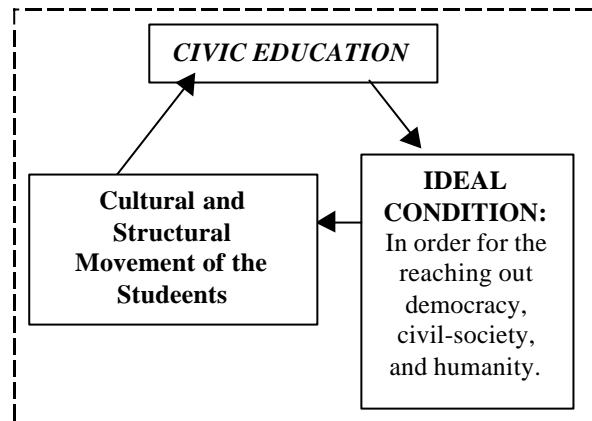 CIVIC EDUCATION
Cultural and
Structural
Movement of the
Studeents
IDEAL
CONDITION:
In order for the
reaching out
democracy,
civil-society,
and humanity.